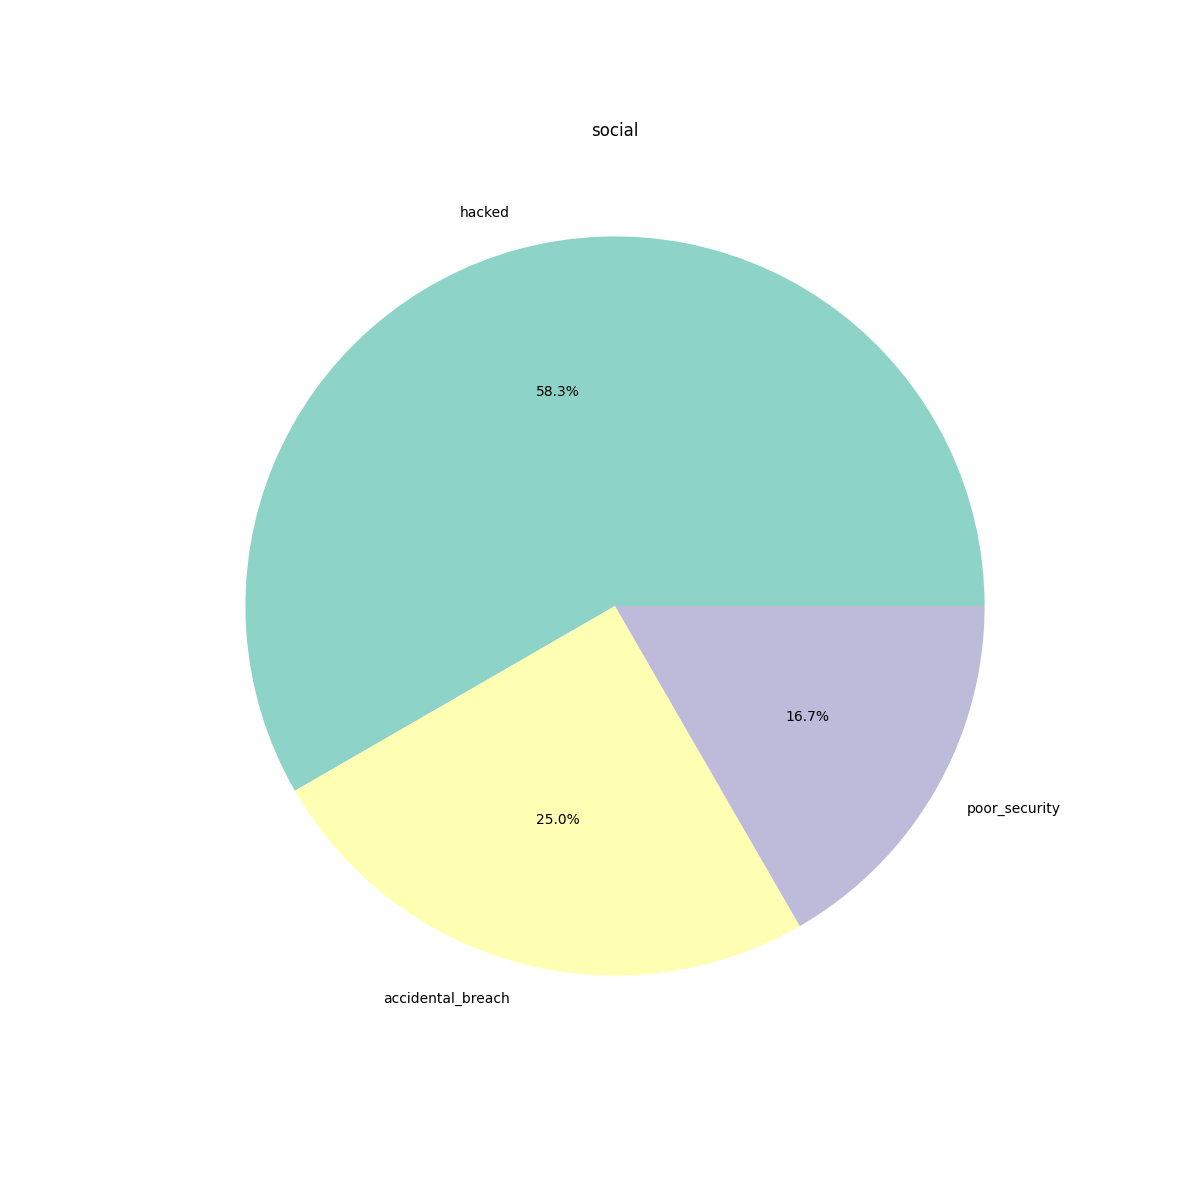 social
hacked
58.3%
16.7%
poor_security
25.0%
accidental_breach